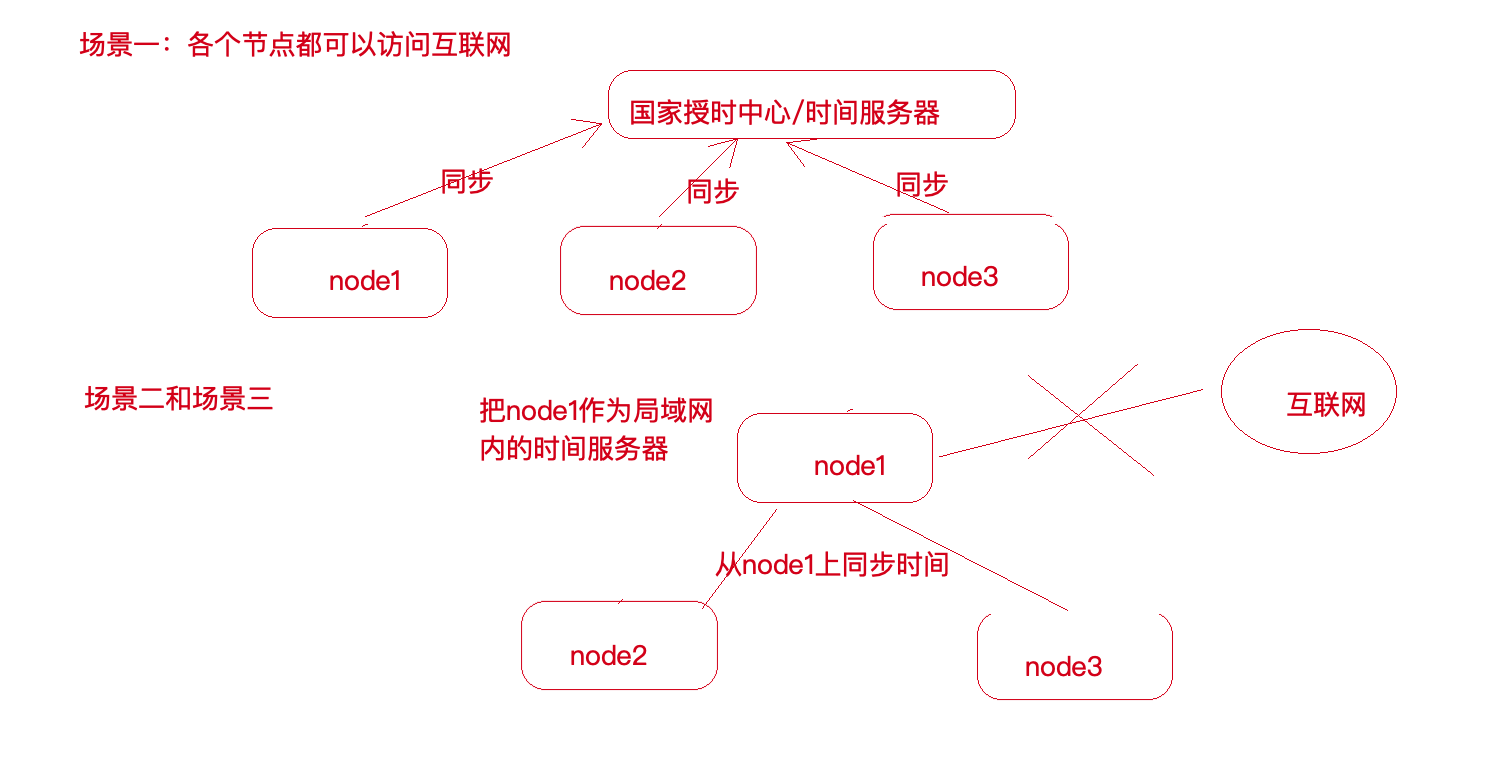 场景一：各个节点都可以访问互联网
国家授时中心/时间服务器
同步
同步
同步
node1
node2
node3
场景二和场景三
把node1作为局域网
内的时间服务器
互联网
node1
从node1上同步时间
node2
node3